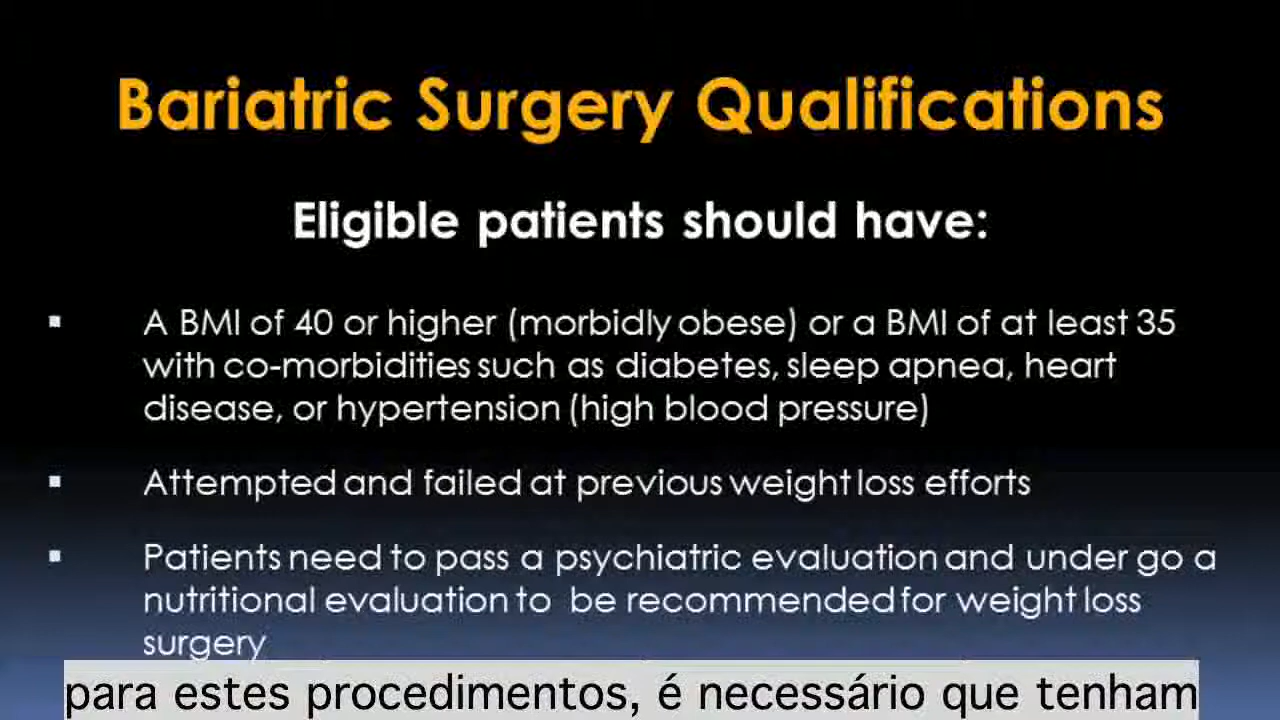 Bariatric Surgery Qualifications
Eligible patients should have:
▪ A BMI of 40 or higher (morbidly obese) or a BMI of at least 35
with co-morbidities such as diabetes, sleep apnea, heart
disease, or hypertension (high blood pressure)
▪ Attempted and failed at previous weight loss efforts
▪ Patients need to pass a psychiatric evaluation and under go a
nutritional evaluation to be recommended for weight loss
surgery
para estes procedimentos, é necessário que tenham